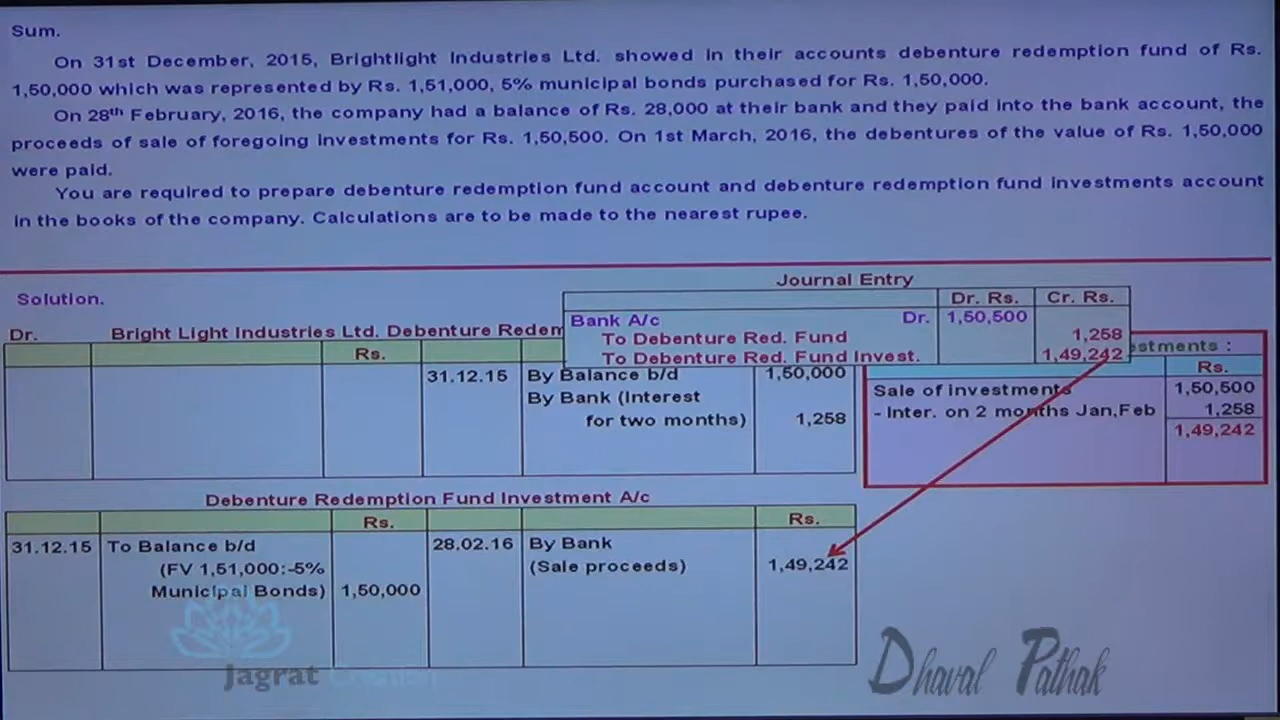 Sum.
On 31st December, 2015, Brightlight Industries Ltd. showed in their accounts debenture redemption fund of Rs.
1,50,000 which was represented by Rs. 1,51,000, 5% municipal bonds purchased for Rs. 1,50,000.
On 28th February, 2016, the company had a balance of Rs. 28,000 at their bank and they paid into the bank account, the
proceeds of sale of foregoing investments for Rs. 1,50,500. On 1st March, 2016, the debentures of the value of Rs. 1,50,000
were paid.
You are required to prepare debenture redemption fund account and debenture redemption fund investments account
in the books of the company. Calculations are to be made to the nearest rupee.
Solution.
Journal Entry
Dr. Rs. Cr. Rs.
Bank A/c Dr. 1,50,500
To Debenture Red. Fund 1,258
To Debenture Red. Fund Invest. 1,49,242
Dr. Bright Light Industries Ltd. Debenture Redem
Rs.
31.12.15 By Balance b/d 1,50,000
By Bank (Interest
for two months) 1,258
estments :
Rs.
Sale of investments 1,50,500
- Inter. on 2 months Jan,Feb 1,258
1,49,242
Debenture Redemption Fund Investment A/c
Rs. Rs.
31.12.15 To Balance b/d 28.02.16 By Bank
(FV 1,51,000;-5% (Sale proceeds) 1,49,242
Municipal Bonds) 1,50,000
Jagrat Creation
Dhaval Pathak